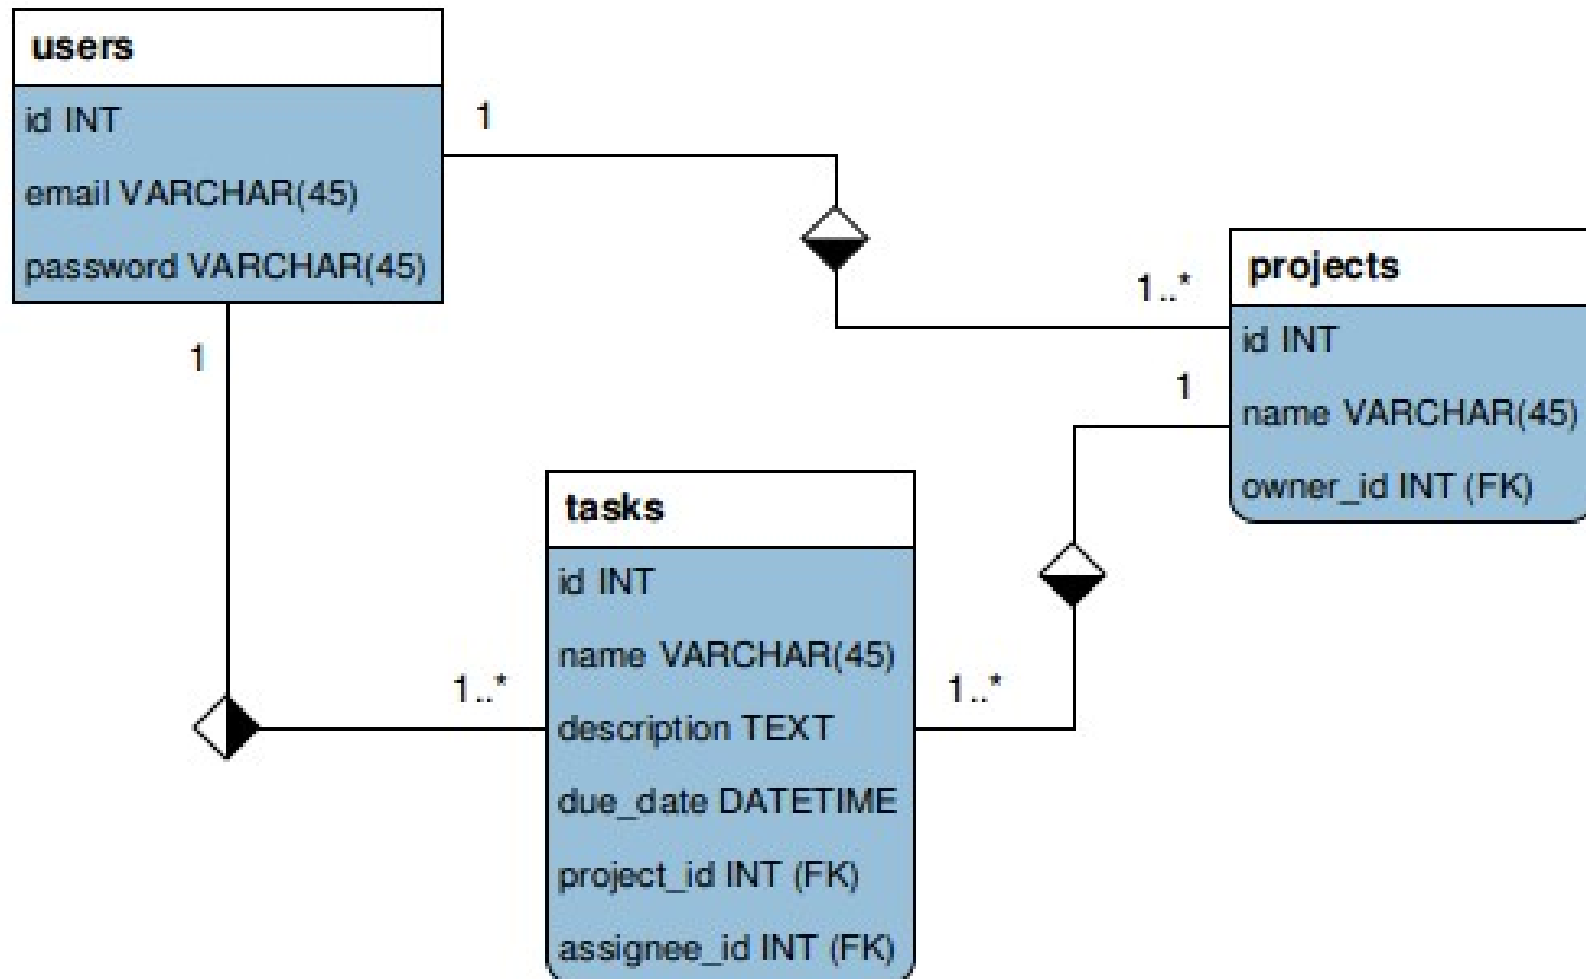 users
id INT
email VARCHAR(45)
password VARCHAR(45)
1
1
1..*
projects
id INT
name VARCHAR(45)
owner_id INT (FK)
1
tasks
id INT
name VARCHAR(45)
description TEXT
due_date DATETIME
project_id INT (FK)
assignee_id INT (FK)
1..*
1..*